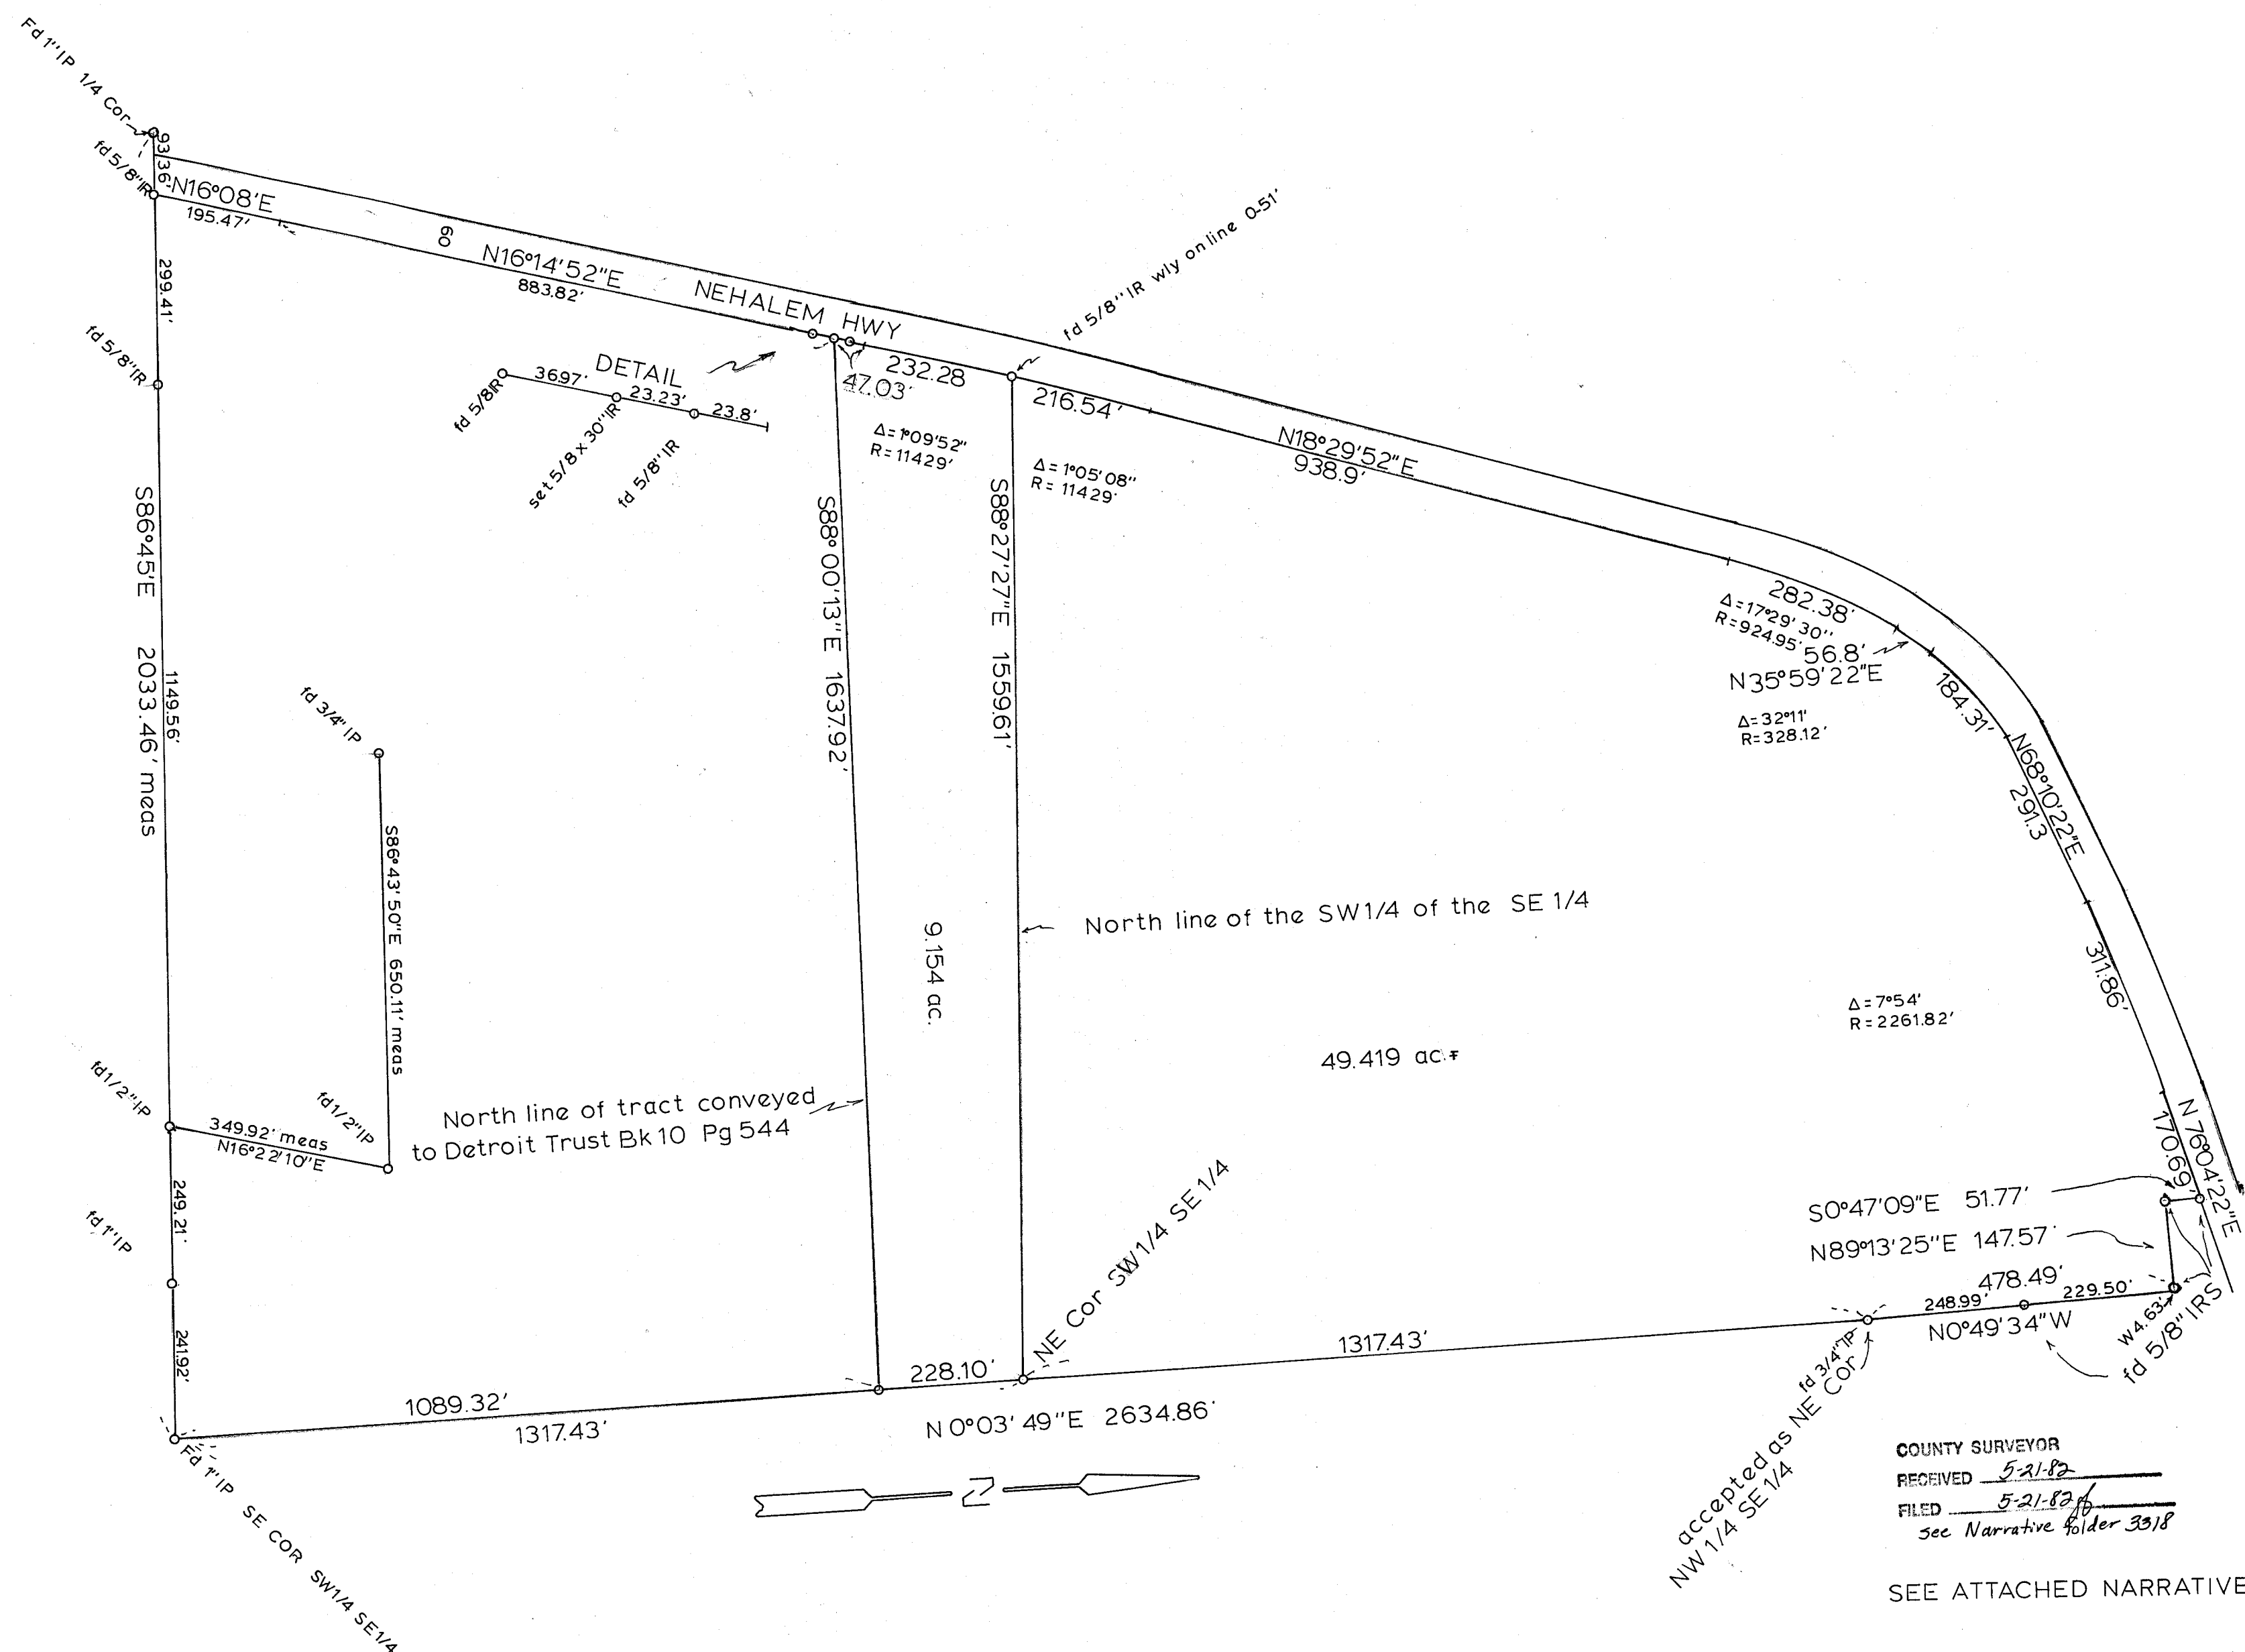 Fd 1"IP 1/4 Cor
93.36
fd 5/8"IR
N16°08'E
195.47'
60
N16°14'52"E
883.82'
NEHALEM HWY
fd 5/8" IR wly on line 0-51'
299.41'
fd 5/8"IR
DETAIL
36.97'
23.23'
23.8'
fd 5/8IR
set 5/8 x 30"IR
fd 5/8" IR
47.03'
232.28
Δ=1°09'52"
R=11429'
216.54'
Δ=1°05'08"
R=11429'
N18°29'52"E
938.9'
282.38'
Δ=17°29'30"
R=924.95'
56.8'
N35°59'22"E
184.31'
Δ=32°11'
R=328.12'
N68°10'22"E
291.3
311.86'
Δ=7°54'
R=2261.82'
N76°04'22"E
170.69'
S86°45'E 2033.46' meas
1149.56'
fd 3/4" IP
S86°43'50"E 650.11' meas
fd 1/2"IP
fd 1/2"IP
349.92' meas
N16°22'10"E
249.21'
fd 1"IP
241.92'
S88°00'13"E 1637.92'
S88°27'27"E 1559.61'
North line of the SW1/4 of the SE 1/4
9.154 ac.
49.419 ac.∓
North line of tract conveyed
to Detroit Trust Bk 10 Pg 544
NE Cor SW1/4 SE 1/4
S0°47'09"E 51.77'
N89°13'25"E 147.57'
478.49'
248.99'
229.50'
N0°49'34"W
W 4.63'
fd 5/8" IRS
fd 3/4"IP
accepted as NE Cor
NW 1/4 SE 1/4
1317.43'
228.10'
1089.32'
1317.43'
N 0°03'49"E 2634.86'
N
Fd 1"IP SE COR SW1/4 SE1/4
COUNTY SURVEYOR
RECEIVED 5-21-82
FILED 5-21-82
see Narrative folder 3318
SEE ATTACHED NARRATIVE